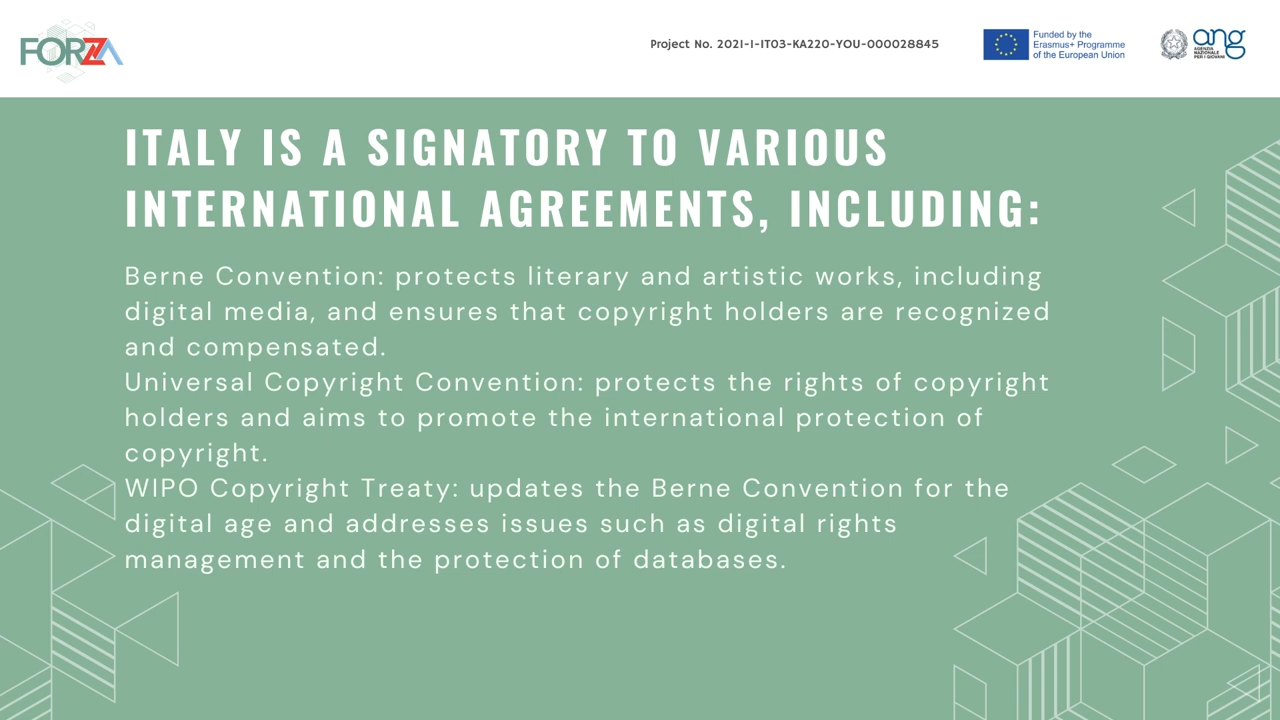 FORZA
Project No. 2021-1-IT03-KA220-YOU-000028845
Funded by the
Erasmus+ Programme
of the European Union
ang
AGENZIA
NAZIONALE
PER I GIOVANI
ITALY IS A SIGNATORY TO VARIOUS
INTERNATIONAL AGREEMENTS, INCLUDING:
Berne Convention: protects literary and artistic works, including
digital media, and ensures that copyright holders are recognized
and compensated.
Universal Copyright Convention: protects the rights of copyright
holders and aims to promote the international protection of
copyright.
WIPO Copyright Treaty: updates the Berne Convention for the
digital age and addresses issues such as digital rights
management and the protection of databases.